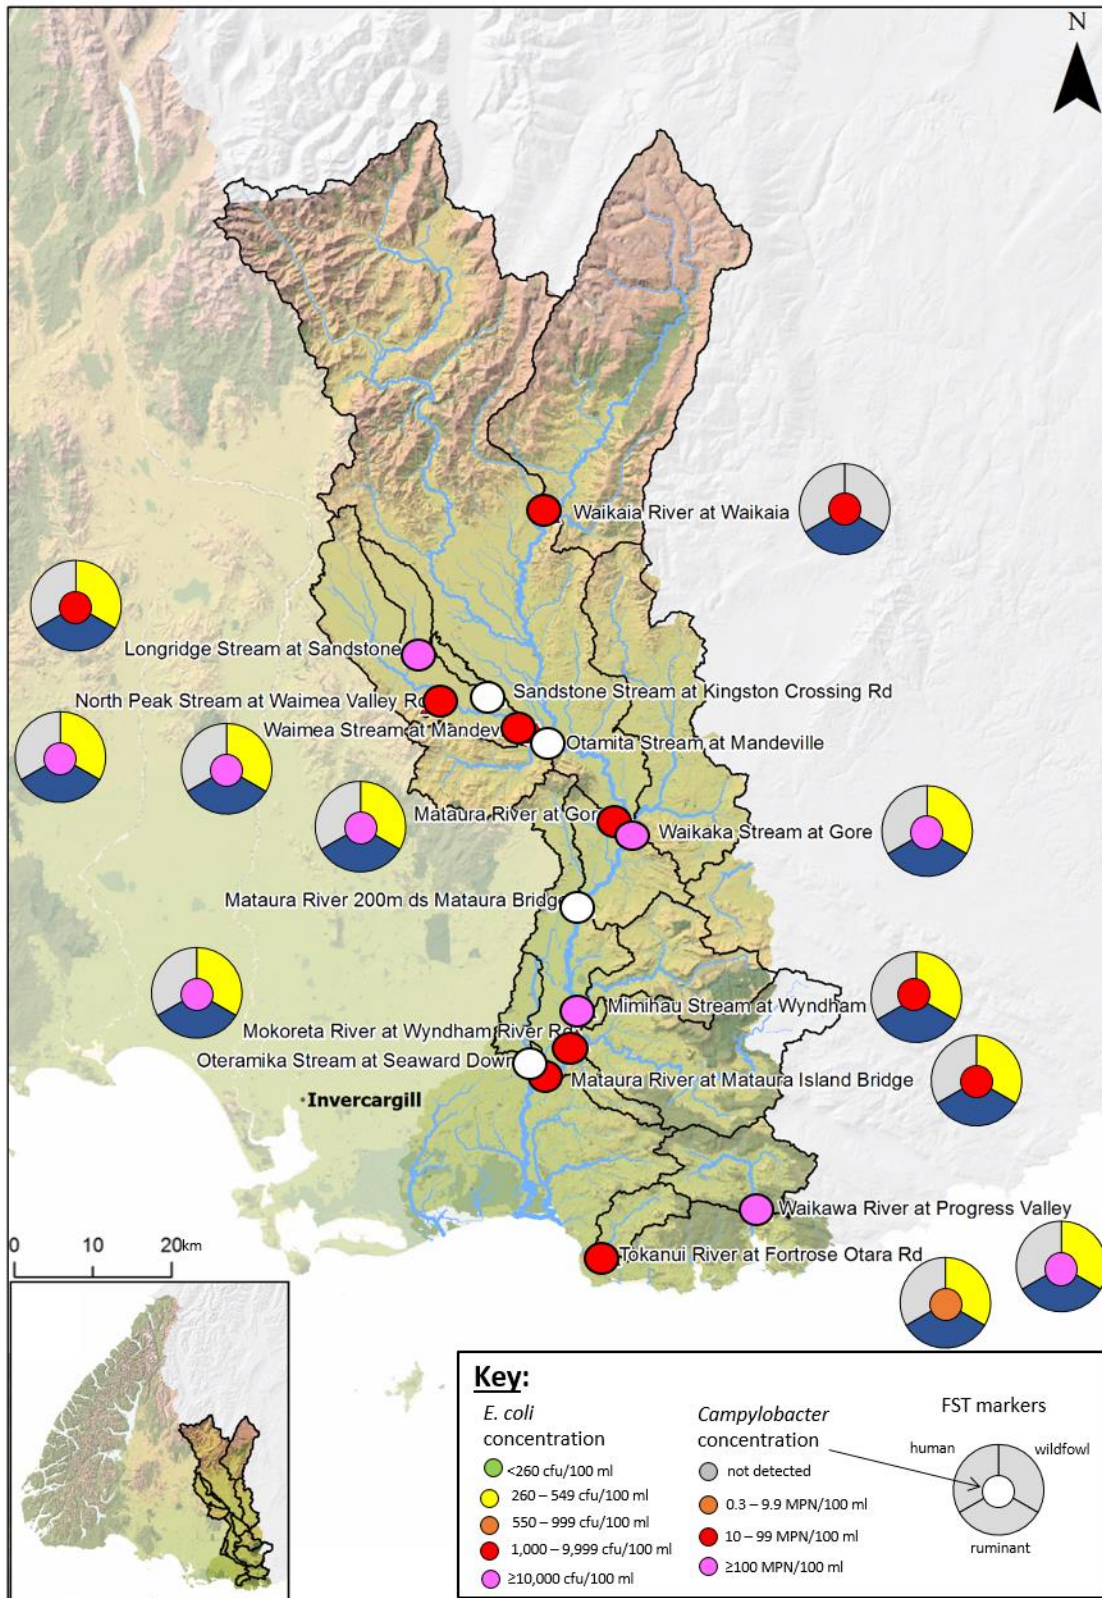 N
Waikaia River at Waikaia
Longridge Stream at Sandstone
Sandstone Stream at Kingston Crossing Rd
North Peak Stream at Waimea Valley Rd
Waimea Stream at Mandev
Otamita Stream at Mandeville
Mataura River at Gor
Waikaka Stream at Gore
Mataura River 200m ds Mataura Bridge
Mimihau Stream at Wyndham
Mokoreta River at Wyndham River Rd
Oteramika Stream at Seaward Down
Mataura River at Mataura Island Bridge
Invercargill
Waikawa River at Progress Valley
Tokanui River at Fortrose Otara Rd
0 10 20km
Key:
E. coli
concentration
<260 cfu/100 ml
260 – 549 cfu/100 ml
550 – 999 cfu/100 ml
1,000 – 9,999 cfu/100 ml
≥10,000 cfu/100 ml
Campylobacter
concentration
not detected
0.3 – 9.9 MPN/100 ml
10 – 99 MPN/100 ml
≥100 MPN/100 ml
FST markers
human
wildfowl
ruminant